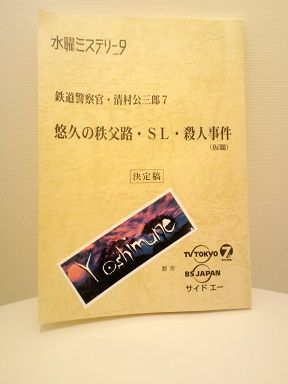 水曜ミステリー9
鉄道警察官・清村公三郎7
悠久の秩父路・SL・殺人事件
(仮題)
決定稿
Yoshimune
製作
TV TOKYO 7
BS JAPAN
サイド エー